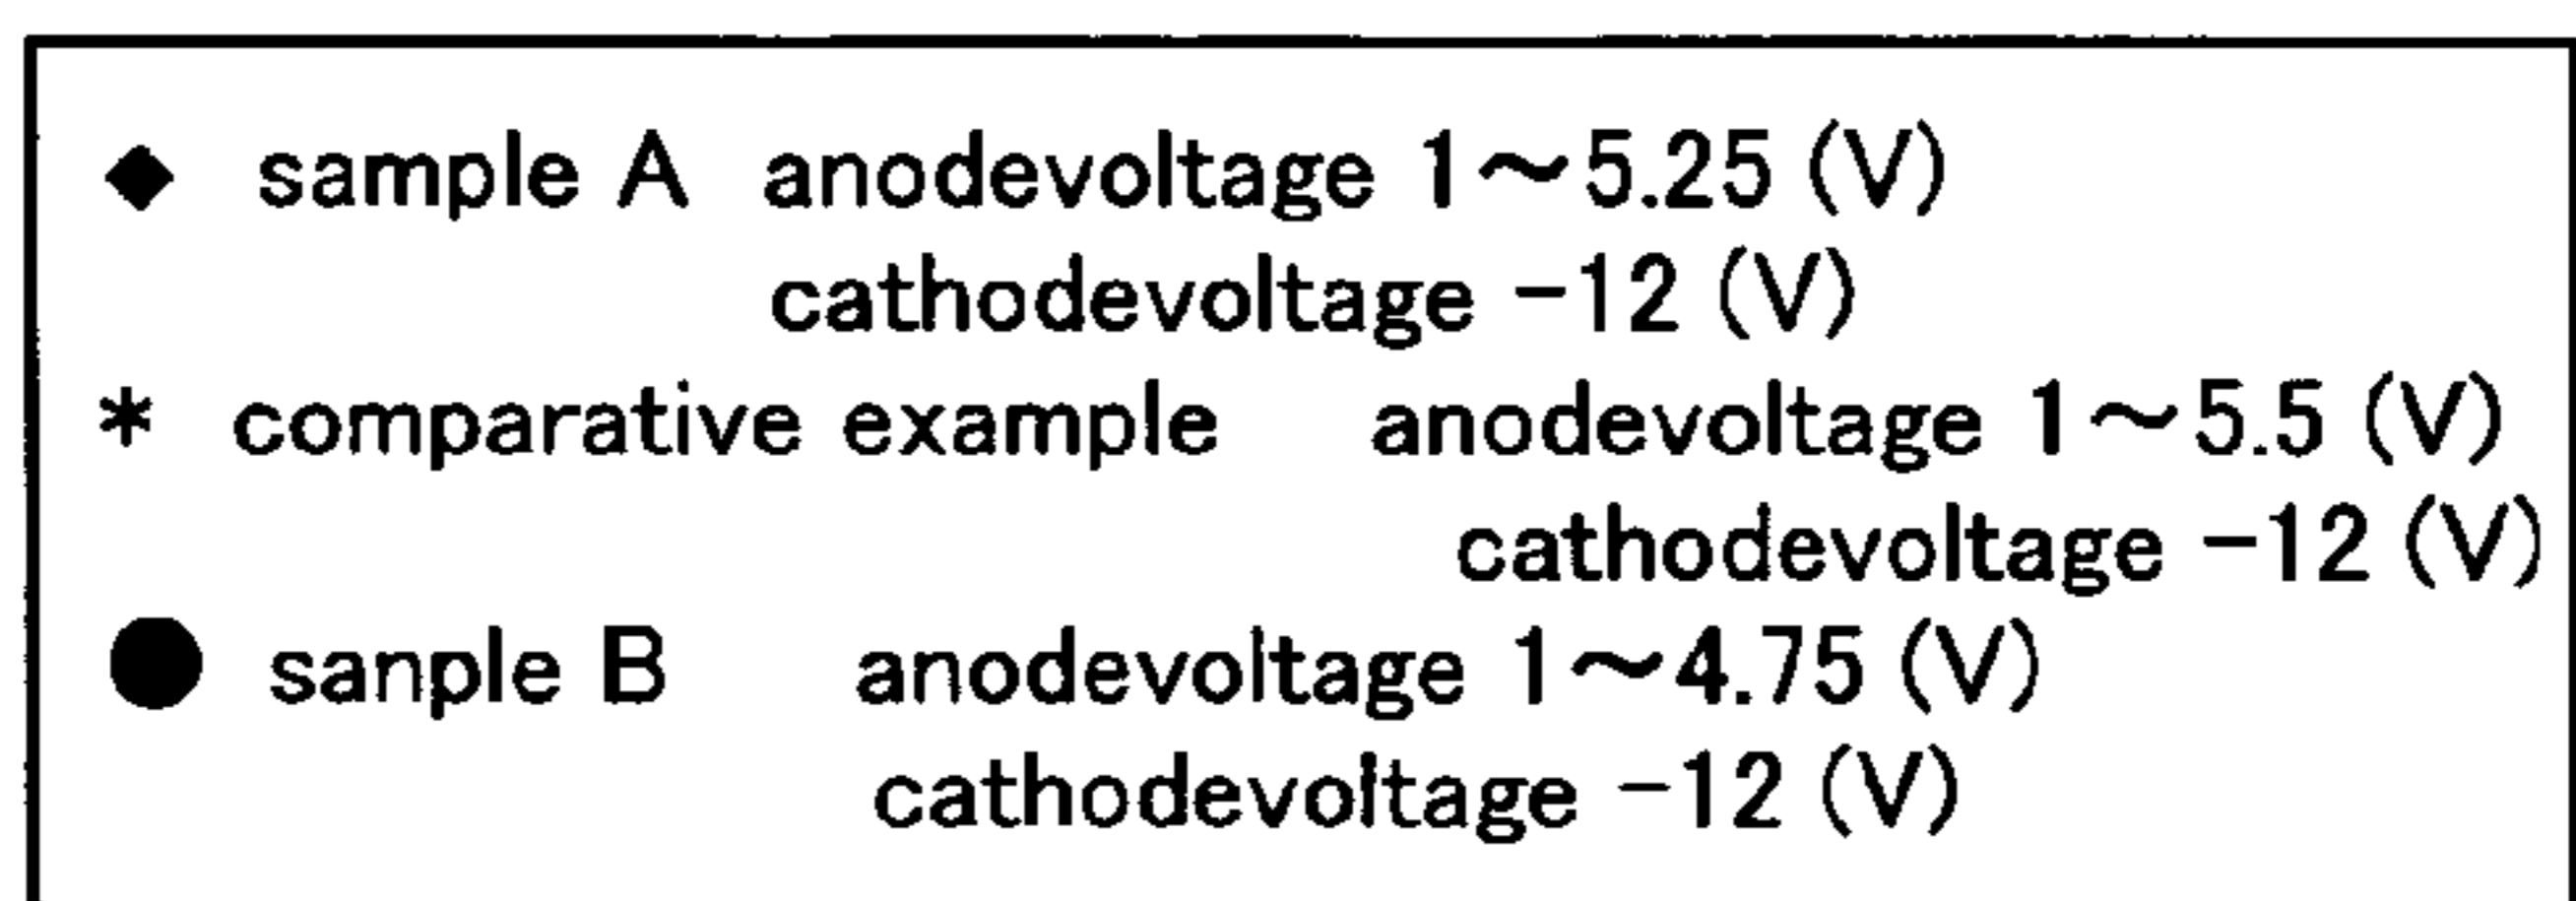 ◆ sample A anodevoltage 1～5.25 (V)
cathodevoltage -12 (V)
* comparative example anodevoltage 1～5.5 (V)
cathodevoltage -12 (V)
● sanple B anodevoltage 1～4.75 (V)
cathodevoltage -12 (V)